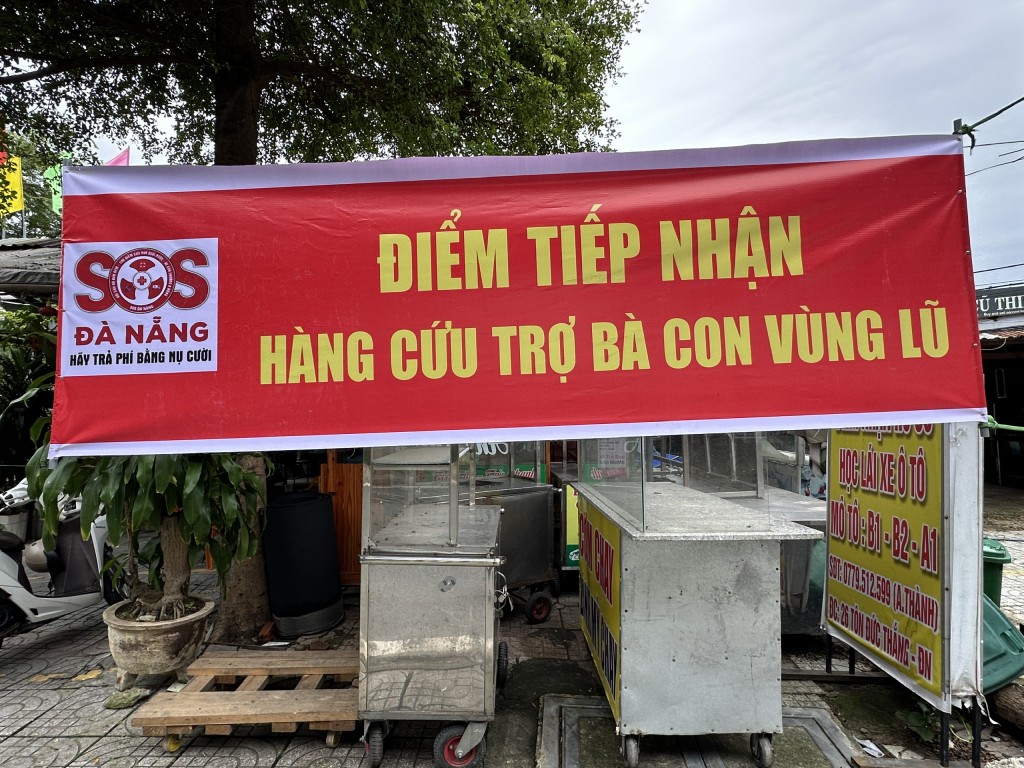 ĐIỂM TIẾP NHẬN
HÀNG CỨU TRỢ BÀ CON VÙNG LŨ
SOS
ĐÀ NẴNG
HÃY TRẢ PHÍ BẰNG NỤ CƯỜI
HỌC LÁI XE Ô TÔ
MÔ TÔ : B1 - B2 - A1
SĐT: 0779.512.599 (A.THÀNH)
ĐC: 26 TÔN ĐỨC THẮNG - ĐN
CHAY